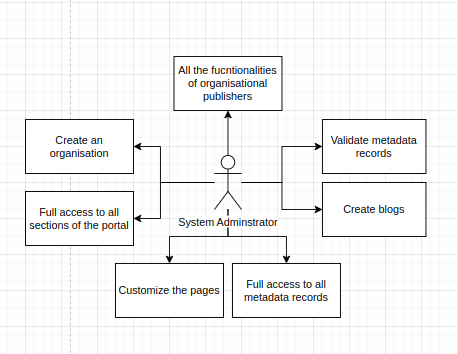 All the fucntionalities
of organisational
publishers
Create an
organisation
Validate metadata
records
Full access to all
sections of the portal
Create blogs
System Adminstrator
Customize the pages
Full access to all
metadata records